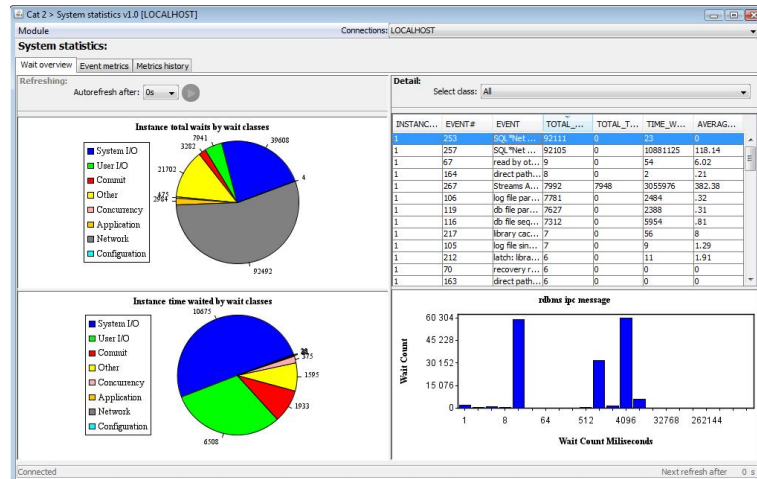 Cat 2 > System statistics v1.0 [LOCALHOST]
Module
Connections: LOCALHOST
System statistics:
Wait overview Event metrics Metrics history
Refreshing:
Autorefresh after: 0s
Instance total waits by wait classes
System I/O
User I/O
Commit
Other
Concurrency
Application
Network
Configuration
7941
3282
21702
475
2984
39608
4
92492
Instance time waited by wait classes
System I/O
User I/O
Commit
Other
Concurrency
Application
Network
Configuration
10675
375
1595
1933
6508
Detail:
Select class: All
INSTANC... EVENT# EVENT TOTAL_... TOTAL_T... TIME_W... AVERAG...
1 253 SQL*Net ... 92111 0 23 0
1 257 SQL*Net ... 92105 0 10881125 118.14
1 67 read by ot... 9 0 54 6.02
1 164 direct path... 8 0 2 .21
1 267 Streams A... 7992 7948 3055976 382.38
1 106 log file par... 7781 0 2484 .32
1 119 db file par... 7627 0 2388 .31
1 116 db file seq... 7312 0 5954 .81
1 217 library cac... 7 0 56 8
1 105 log file sin... 7 0 9 1.29
1 212 latch: libra... 6 0 11 1.91
1 70 recovery r... 6 0 0 0
1 163 direct path... 6 0 0 0
rdbms ipc message
60 304
45 228
30 152
15 076
0
Wait Count
1 8 64 512 4096 32768 262144
Wait Count Miliseconds
Connected
Next refresh after 0 s